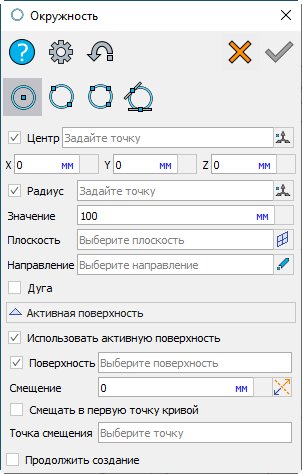 Окружность
?
Центр Задайте точку
X 0 мм Y 0 мм Z 0 мм
Радиус Задайте точку
Значение 100 мм
Плоскость Выберите плоскость
Направление Выберите направление
Дуга
Активная поверхность
Использовать активную поверхность
Поверхность Выберите поверхность
Смещение 0 мм
Смещать в первую точку кривой
Точка смещения Выберите точку
Продолжить создание